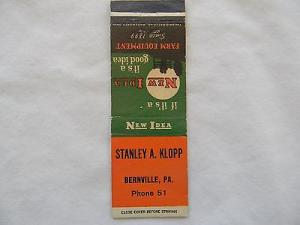 Since 1899
FARM EQUIPMENT
if it's a
NEW IDEA
it's a
good idea
NEW IDEA
STANLEY A. KLOPP
BERNVILLE, PA.
Phone 51
CLOSE COVER BEFORE STRIKING